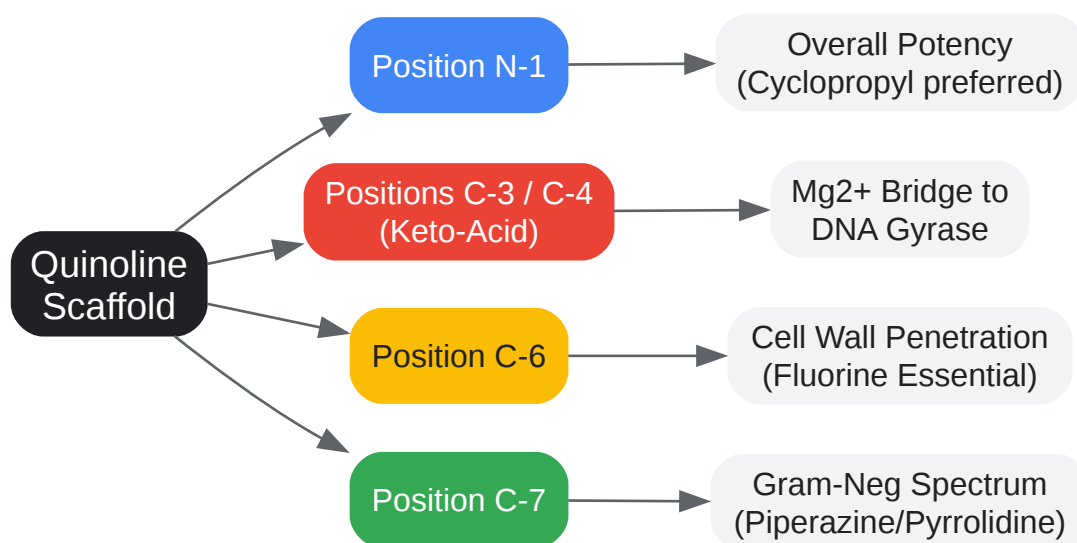 Quinoline
Scaffold
Position N-1
Overall Potency
(Cyclopropyl preferred)
Positions C-3 / C-4
(Keto-Acid)
Mg2+ Bridge to
DNA Gyrase
Position C-6
Cell Wall Penetration
(Fluorine Essential)
Position C-7
Gram-Neg Spectrum
(Piperazine/Pyrrolidine)